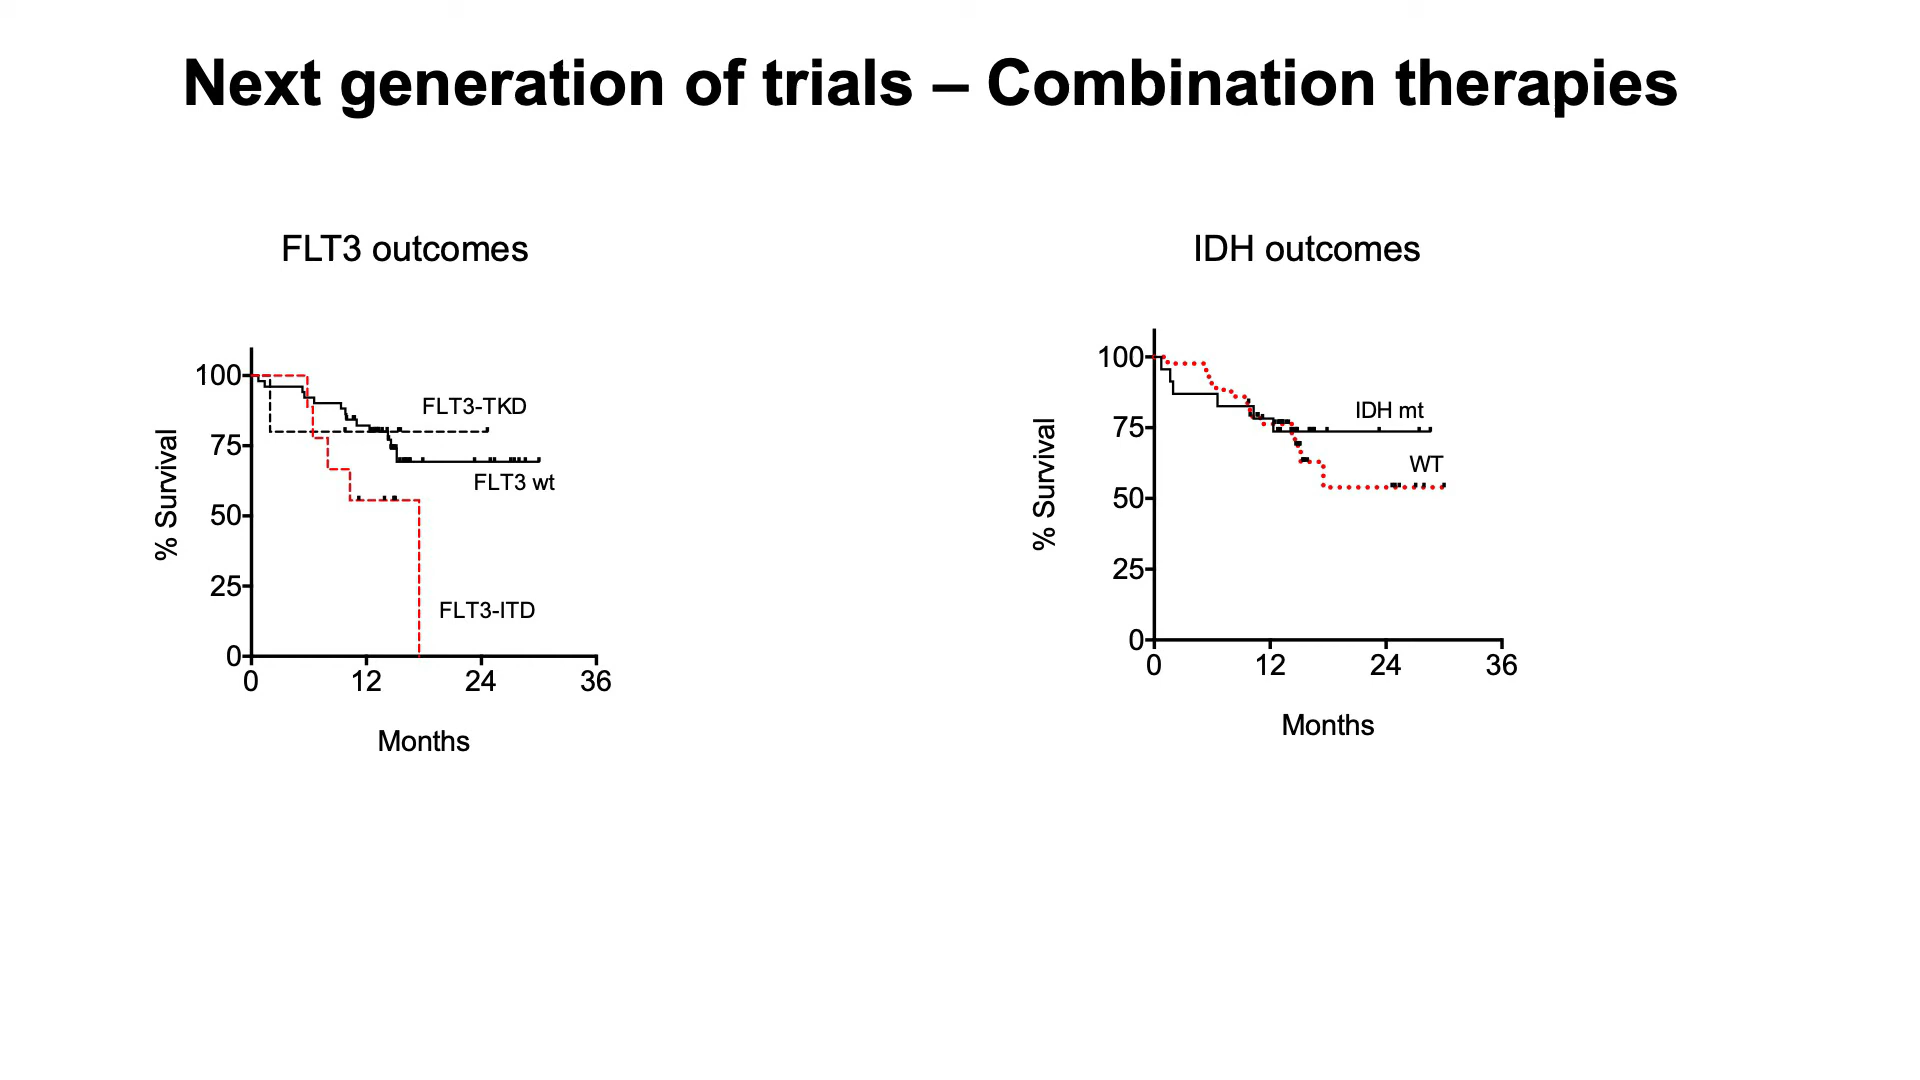 Next generation of trials – Combination therapies
FLT3 outcomes
% Survival
100
75
50
25
0
0 12 24 36
Months
FLT3-TKD
FLT3 wt
FLT3-ITD
IDH outcomes
% Survival
100
75
50
25
0
0 12 24 36
Months
IDH mt
WT